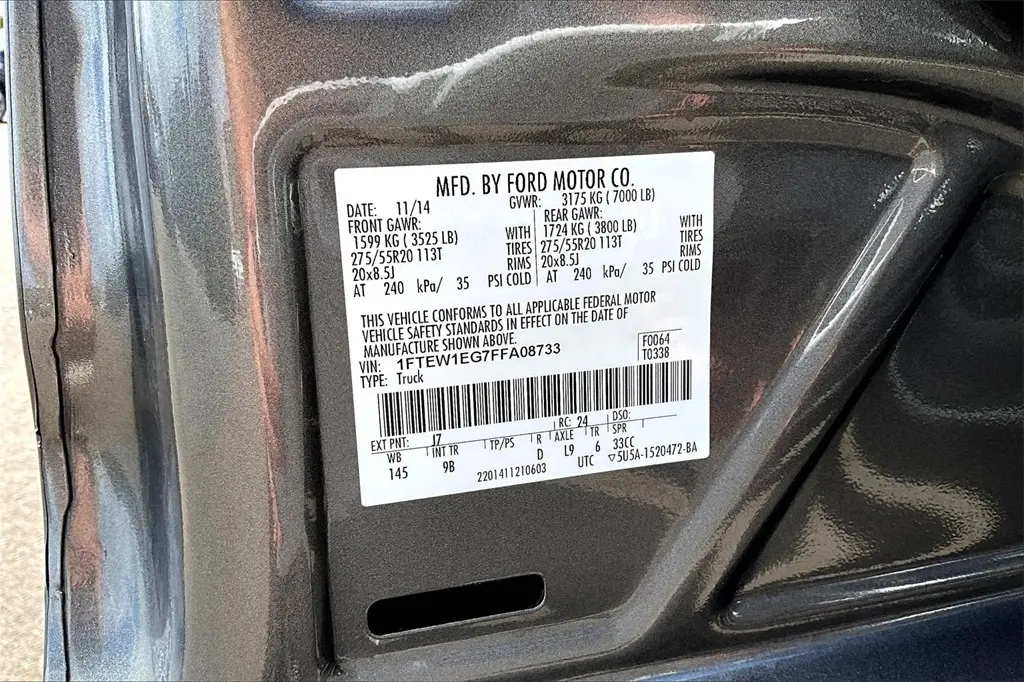 MFD. BY FORD MOTOR CO.
DATE: 11/14 GVWR: 3175 KG ( 7000 LB)
FRONT GAWR: REAR GAWR:
1599 KG ( 3525 LB) WITH 1724 KG ( 3800 LB) WITH
275/55R20 113T TIRES 275/55R20 113T TIRES
20x8.5J RIMS 20x8.5J RIMS
AT 240 kPa/ 35 PSI COLD AT 240 kPa/ 35 PSI COLD
THIS VEHICLE CONFORMS TO ALL APPLICABLE FEDERAL MOTOR
VEHICLE SAFETY STANDARDS IN EFFECT ON THE DATE OF
MANUFACTURE SHOWN ABOVE.
VIN: 1FTEW1EG7FFA08733 F0064
TYPE: Truck T0338
EXT PNT: J7 RC: 24 DSO:
WB INT TR TP/PS R AXLE TR SPR
145 9B D L9 6 33CC
2201411210603 UTC ▽5U5A-1520472-BA